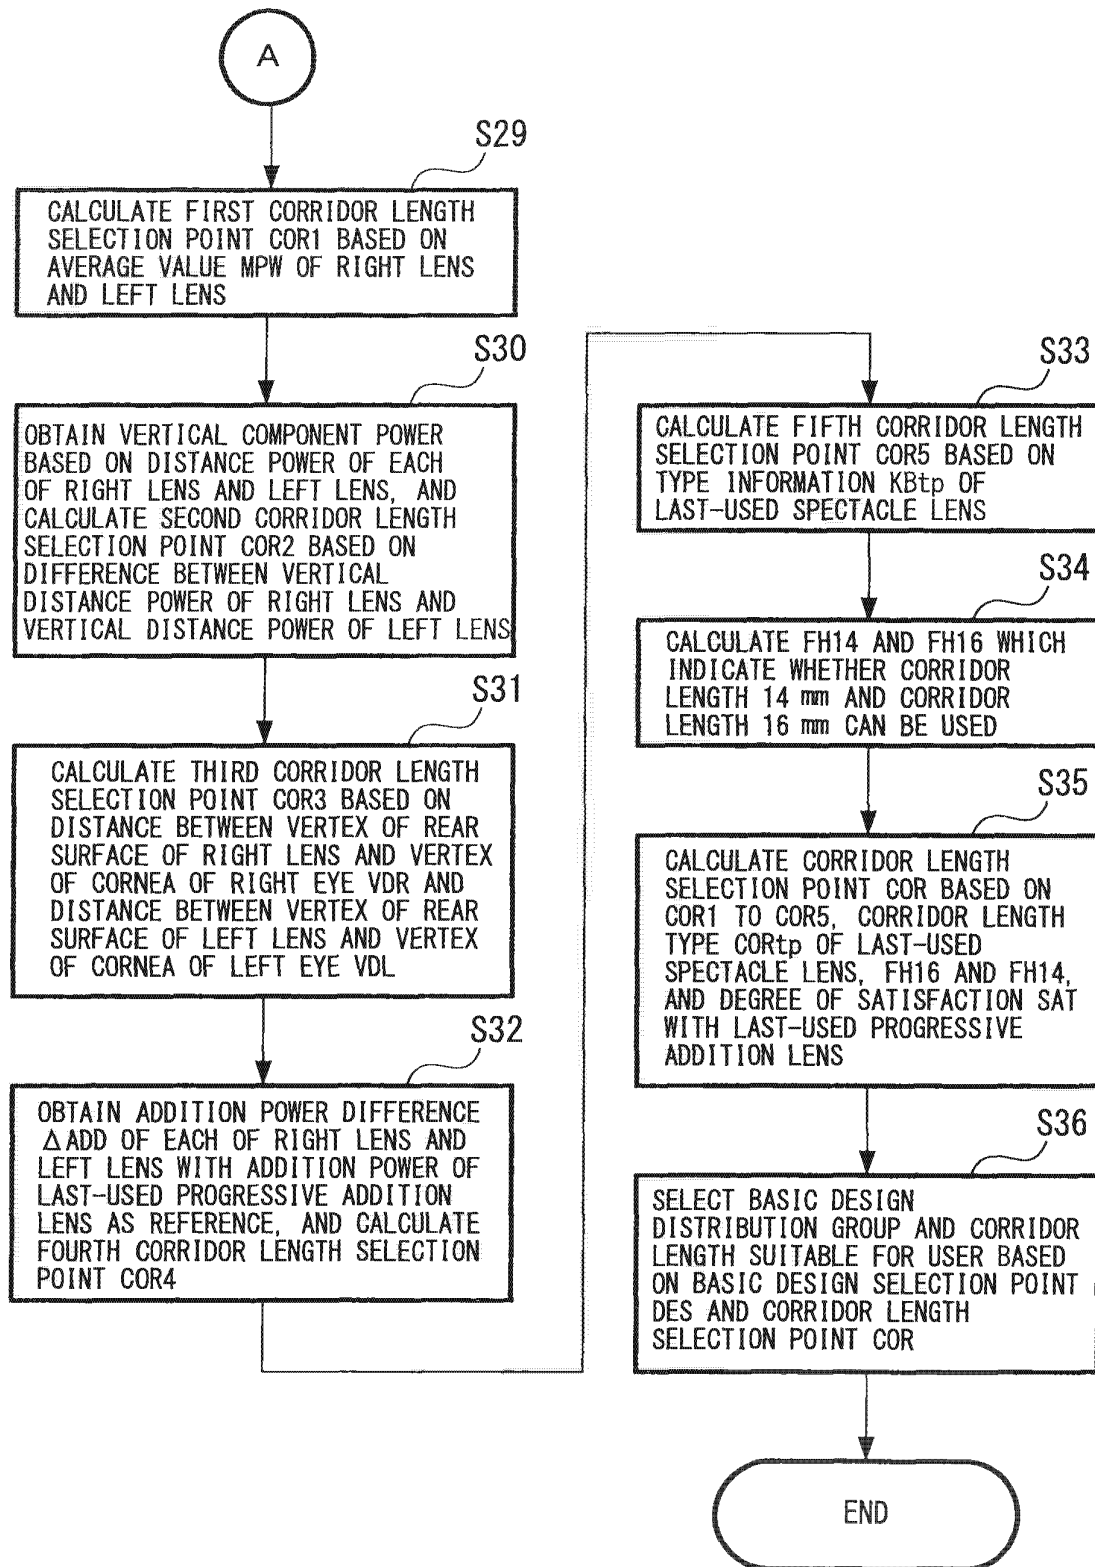 A
S29
CALCULATE FIRST CORRIDOR LENGTH
SELECTION POINT COR1 BASED ON
AVERAGE VALUE MPW OF RIGHT LENS
AND LEFT LENS
S30
OBTAIN VERTICAL COMPONENT POWER
BASED ON DISTANCE POWER OF EACH
OF RIGHT LENS AND LEFT LENS, AND
CALCULATE SECOND CORRIDOR LENGTH
SELECTION POINT COR2 BASED ON
DIFFERENCE BETWEEN VERTICAL
DISTANCE POWER OF RIGHT LENS AND
VERTICAL DISTANCE POWER OF LEFT LENS
S31
CALCULATE THIRD CORRIDOR LENGTH
SELECTION POINT COR3 BASED ON
DISTANCE BETWEEN VERTEX OF REAR
SURFACE OF RIGHT LENS AND VERTEX
OF CORNEA OF RIGHT EYE VDR AND
DISTANCE BETWEEN VERTEX OF REAR
SURFACE OF LEFT LENS AND VERTEX
OF CORNEA OF LEFT EYE VDL
S32
OBTAIN ADDITION POWER DIFFERENCE
ΔADD OF EACH OF RIGHT LENS AND
LEFT LENS WITH ADDITION POWER OF
LAST-USED PROGRESSIVE ADDITION
LENS AS REFERENCE, AND CALCULATE
FOURTH CORRIDOR LENGTH SELECTION
POINT COR4
S33
CALCULATE FIFTH CORRIDOR LENGTH
SELECTION POINT COR5 BASED ON
TYPE INFORMATION KBtp OF
LAST-USED SPECTACLE LENS
S34
CALCULATE FH14 AND FH16 WHICH
INDICATE WHETHER CORRIDOR
LENGTH 14 mm AND CORRIDOR
LENGTH 16 mm CAN BE USED
S35
CALCULATE CORRIDOR LENGTH
SELECTION POINT COR BASED ON
COR1 TO COR5, CORRIDOR LENGTH
TYPE CORtp OF LAST-USED
SPECTACLE LENS, FH16 AND FH14,
AND DEGREE OF SATISFACTION SAT
WITH LAST-USED PROGRESSIVE
ADDITION LENS
S36
SELECT BASIC DESIGN
DISTRIBUTION GROUP AND CORRIDOR
LENGTH SUITABLE FOR USER BASED
ON BASIC DESIGN SELECTION POINT
DES AND CORRIDOR LENGTH
SELECTION POINT COR
END